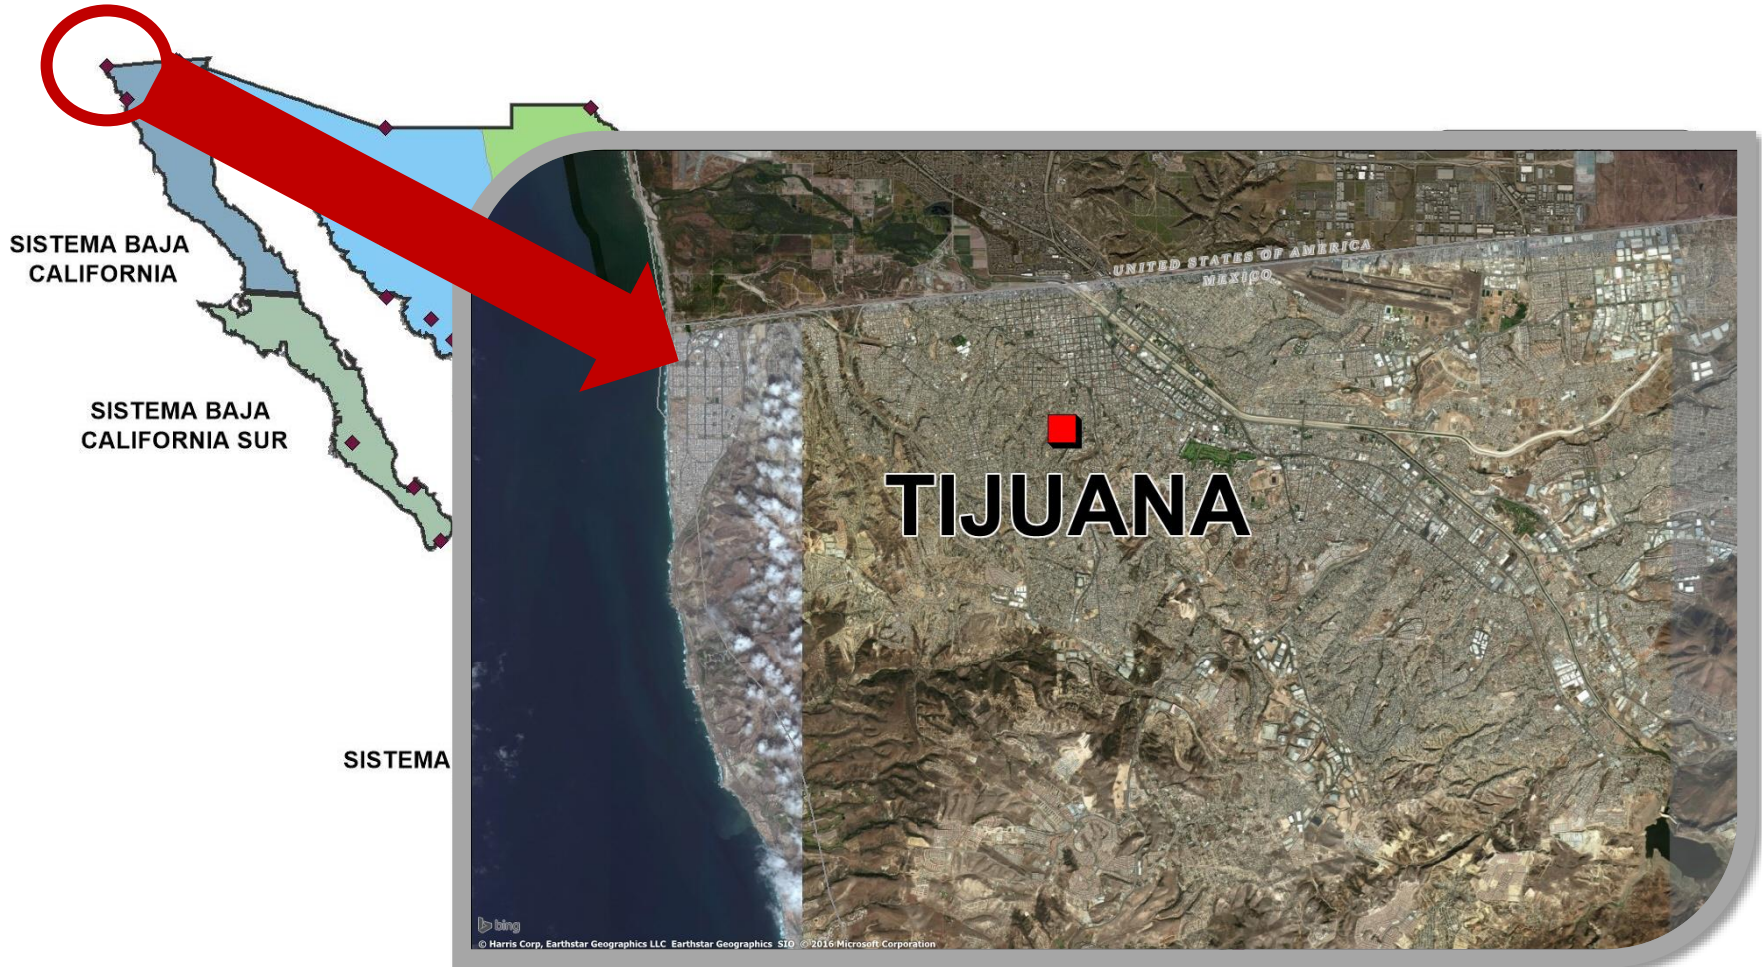 SISTEMA BAJA
CALIFORNIA
SISTEMA BAJA
CALIFORNIA SUR
SISTEMA
UNITED STATES OF AMERICA
MEXICO
TIJUANA
bing
© Harris Corp, Earthstar Geographics LLC Earthstar Geographics SIO © 2016 Microsoft Corporation